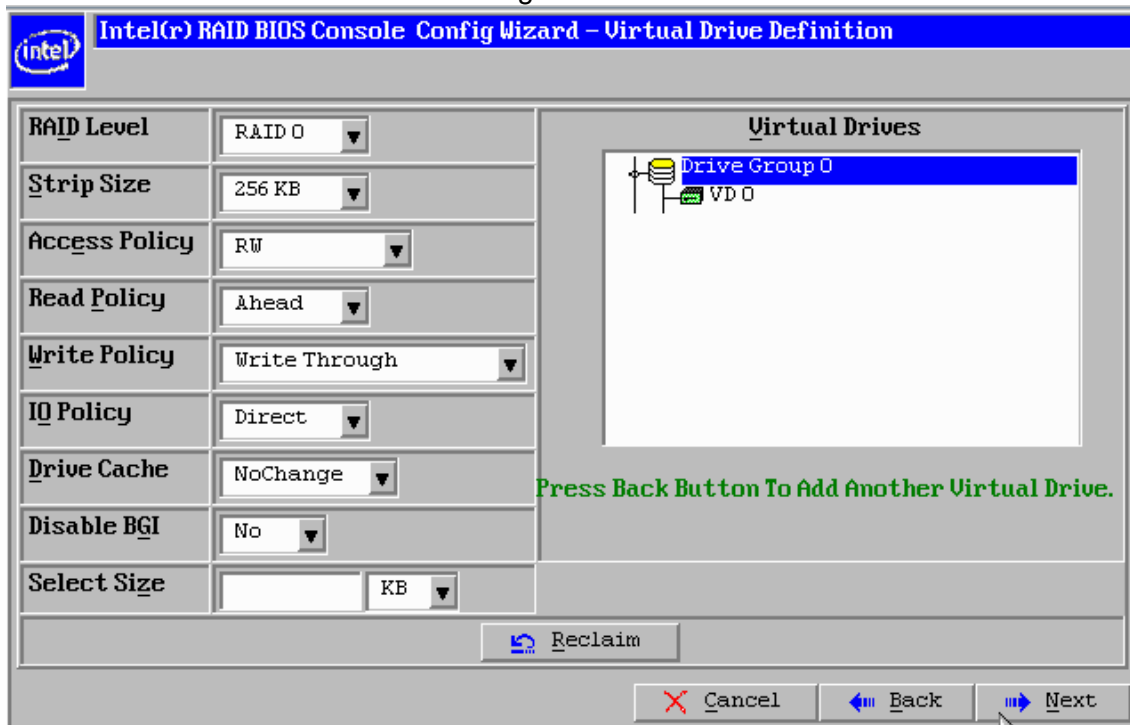 intel
Intel(r) RAID BIOS Console Config Wizard – Virtual Drive Definition
RAID Level
RAID 0
Strip Size
256 KB
Access Policy
RW
Read Policy
Ahead
Write Policy
Write Through
IO Policy
Direct
Drive Cache
NoChange
Disable BGI
No
Select Size
KB
Virtual Drives
Drive Group 0
VD 0
Press Back Button To Add Another Virtual Drive.
Reclaim
Cancel
Back
Next